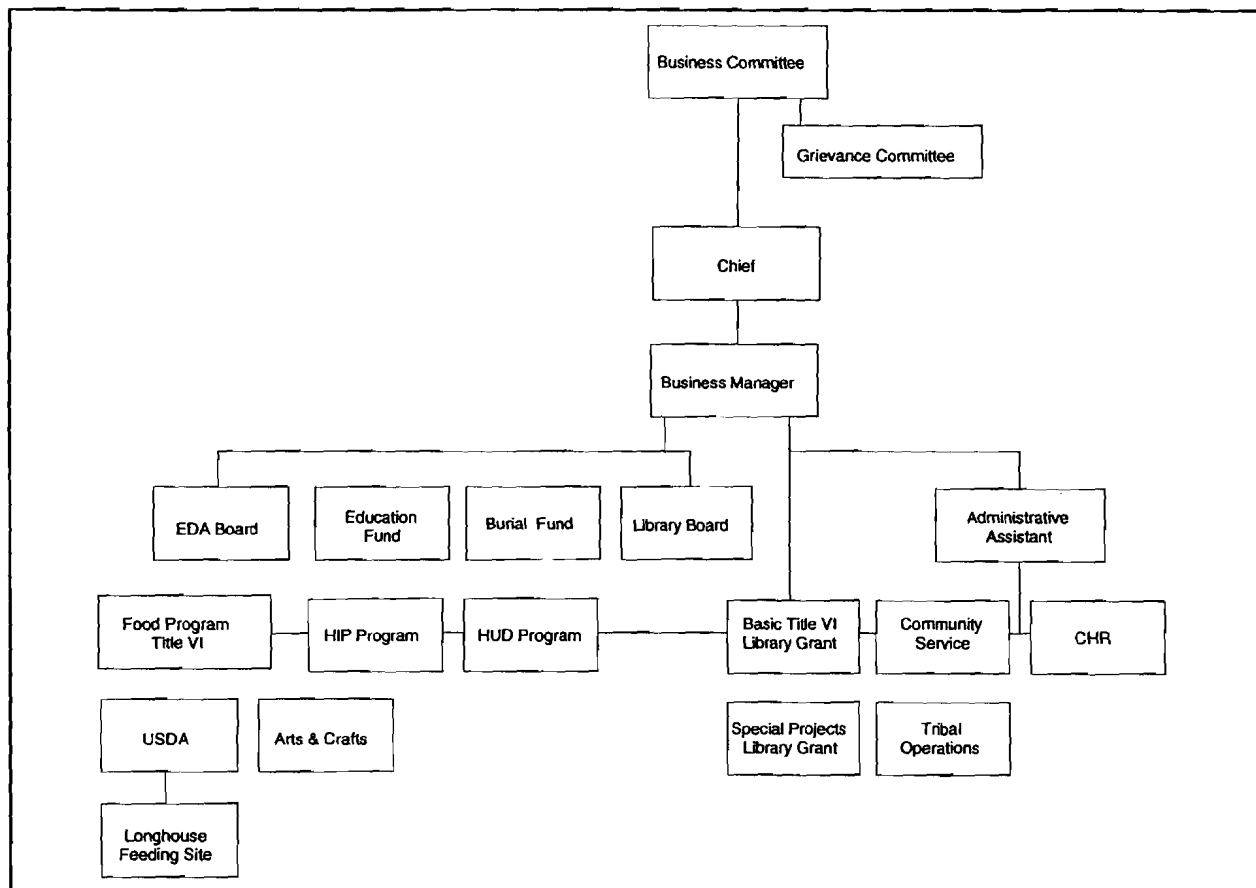 Business Committee
Grievance Committee
Chief
Business Manager
EDA Board
Education
Fund
Burial Fund
Library Board
Administrative
Assistant
Food Program
Title VI
HIP Program
HUD Program
Basic Title VI
Library Grant
Community
Service
CHR
USDA
Arts & Crafts
Special Projects
Library Grant
Tribal
Operations
Longhouse
Feeding Site